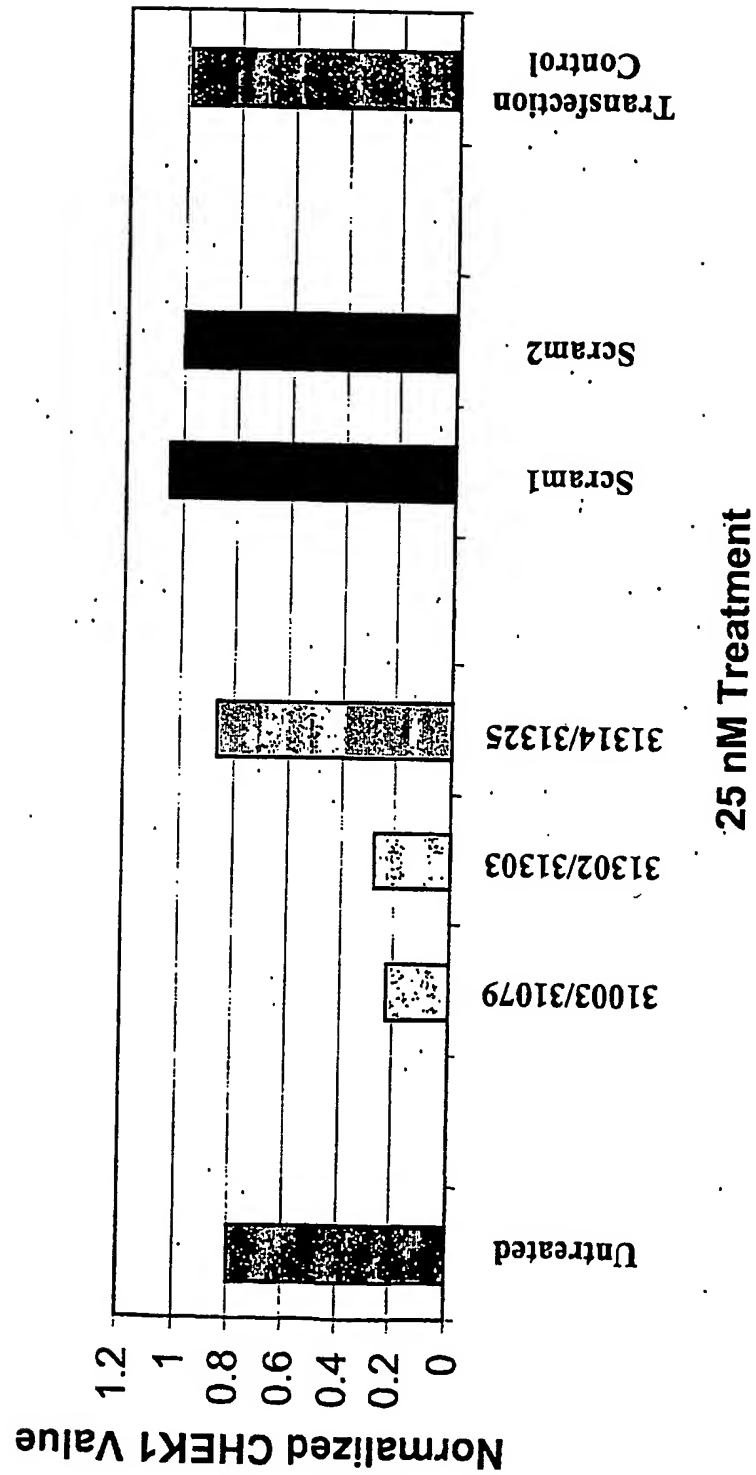 Normalized CHEK1 Value
1.2
1
0.8
0.6
0.4
0.2
0
Untreated
31003/31079
31302/31303
31314/31325
Scram1
Scram2
Transfection
Control
25 nM Treatment